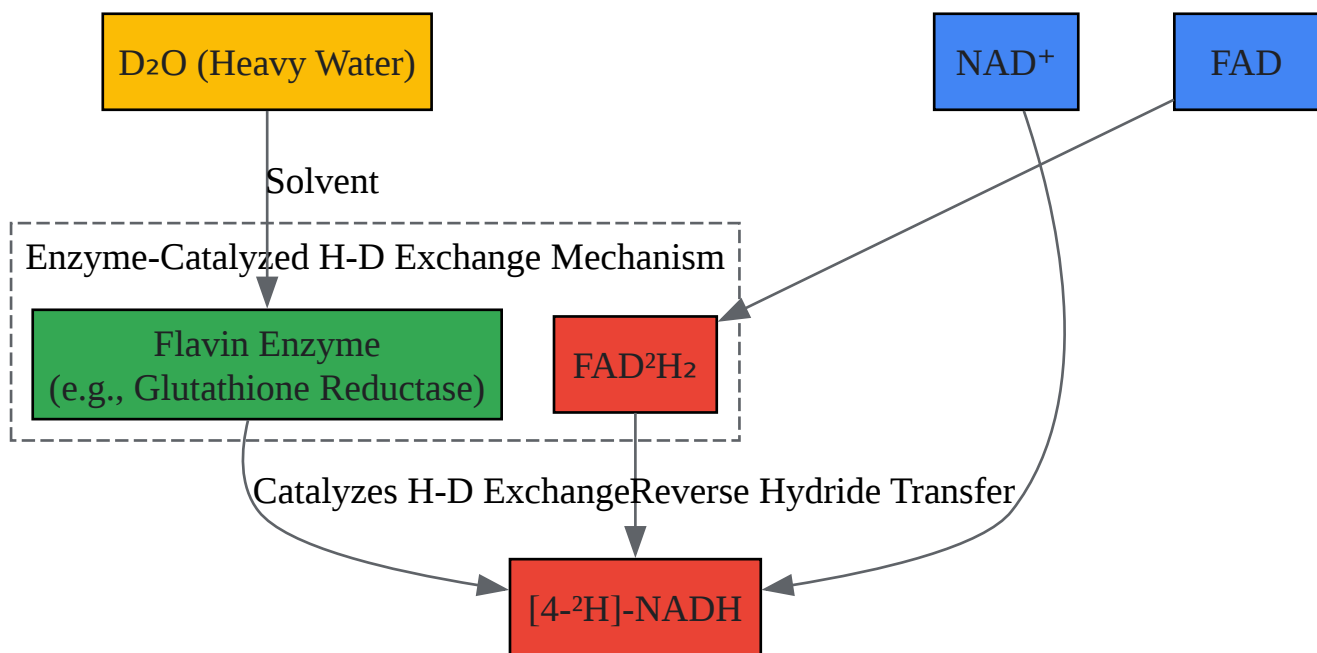 D₂O (Heavy Water)
NAD⁺
FAD
Solvent
Enzyme-Catalyzed H-D Exchange Mechanism
Flavin Enzyme
(e.g., Glutathione Reductase)
FAD²H₂
Catalyzes H-D Exchange
Reverse Hydride Transfer
[4-²H]-NADH